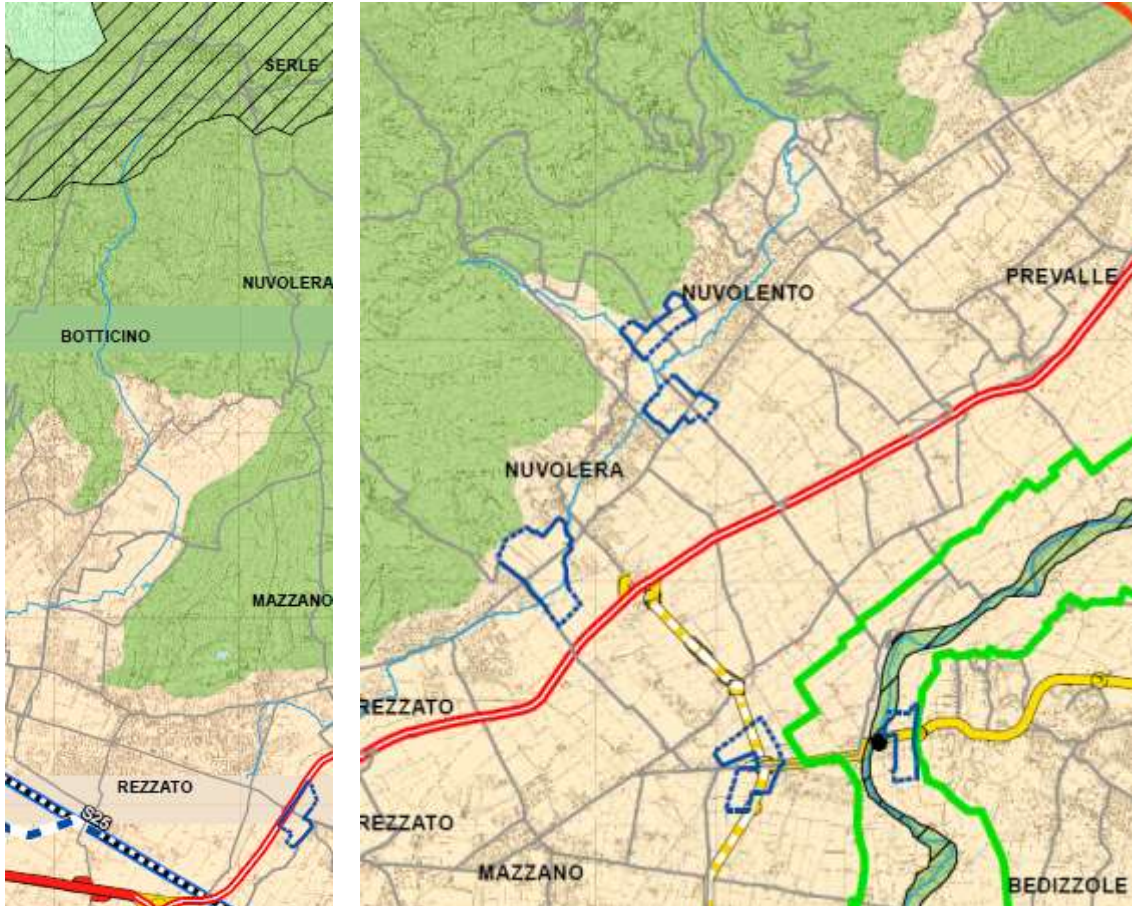 SERLE
NUVOLERA
BOTTICINO
MAZZANO
REZZATO
S25
NUVOLENTO
PREVALLE
NUVOLERA
REZZATO
REZZATO
MAZZANO
BEDIZZOLE